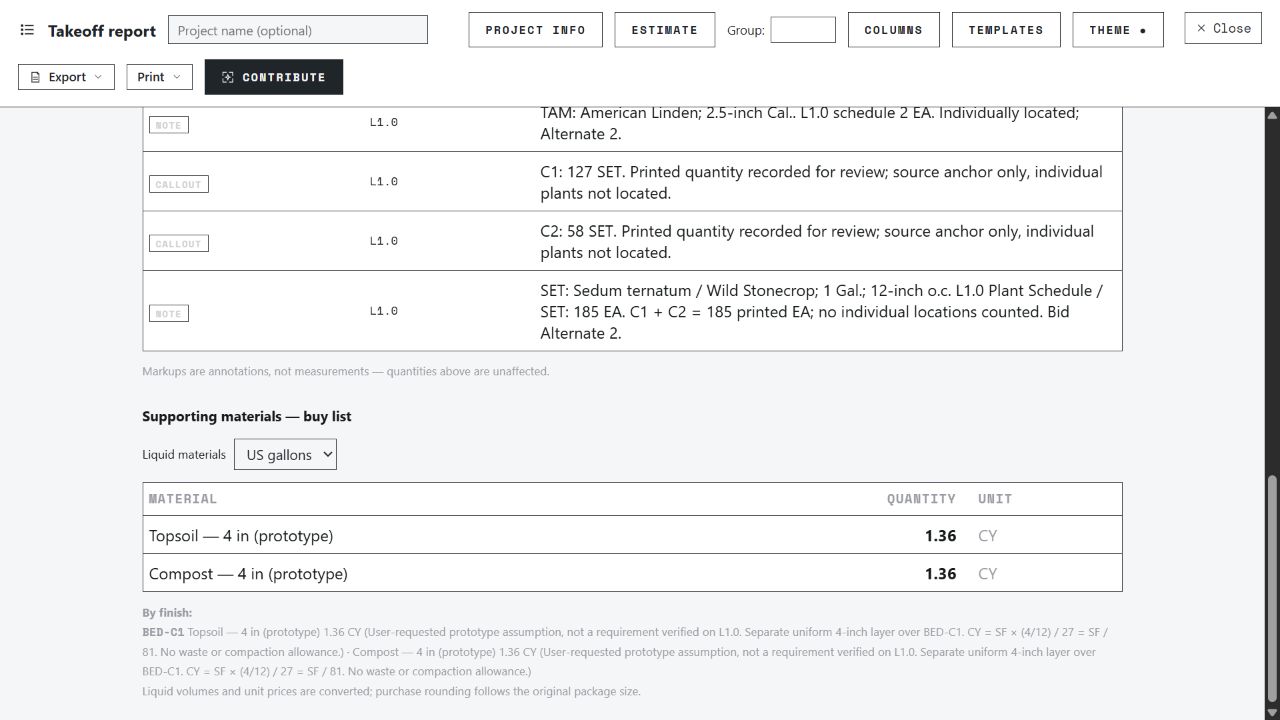 Takeoff report
Project name (optional)
PROJECT INFO
ESTIMATE
Group:
COLUMNS
TEMPLATES
THEME ●
× Close
Export
Print
CONTRIBUTE
NOTE
L1.0
TAM: American Linden; 2.5-inch Cal.. L1.0 schedule 2 EA. Individually located;
Alternate 2.
CALLOUT
L1.0
C1: 127 SET. Printed quantity recorded for review; source anchor only, individual
plants not located.
CALLOUT
L1.0
C2: 58 SET. Printed quantity recorded for review; source anchor only, individual
plants not located.
NOTE
L1.0
SET: Sedum ternatum / Wild Stonecrop; 1 Gal.; 12-inch o.c. L1.0 Plant Schedule /
SET: 185 EA. C1 + C2 = 185 printed EA; no individual locations counted. Bid
Alternate 2.
Markups are annotations, not measurements — quantities above are unaffected.
Supporting materials — buy list
Liquid materials
US gallons
MATERIAL QUANTITY UNIT
Topsoil — 4 in (prototype) 1.36 CY
Compost — 4 in (prototype) 1.36 CY
By finish:
BED-C1 Topsoil — 4 in (prototype) 1.36 CY (User-requested prototype assumption, not a requirement verified on L1.0. Separate uniform 4-inch layer over BED-C1. CY = SF × (4/12) / 27 = SF /
81. No waste or compaction allowance.) · Compost — 4 in (prototype) 1.36 CY (User-requested prototype assumption, not a requirement verified on L1.0. Separate uniform 4-inch layer over
BED-C1. CY = SF × (4/12) / 27 = SF / 81. No waste or compaction allowance.)
Liquid volumes and unit prices are converted; purchase rounding follows the original package size.